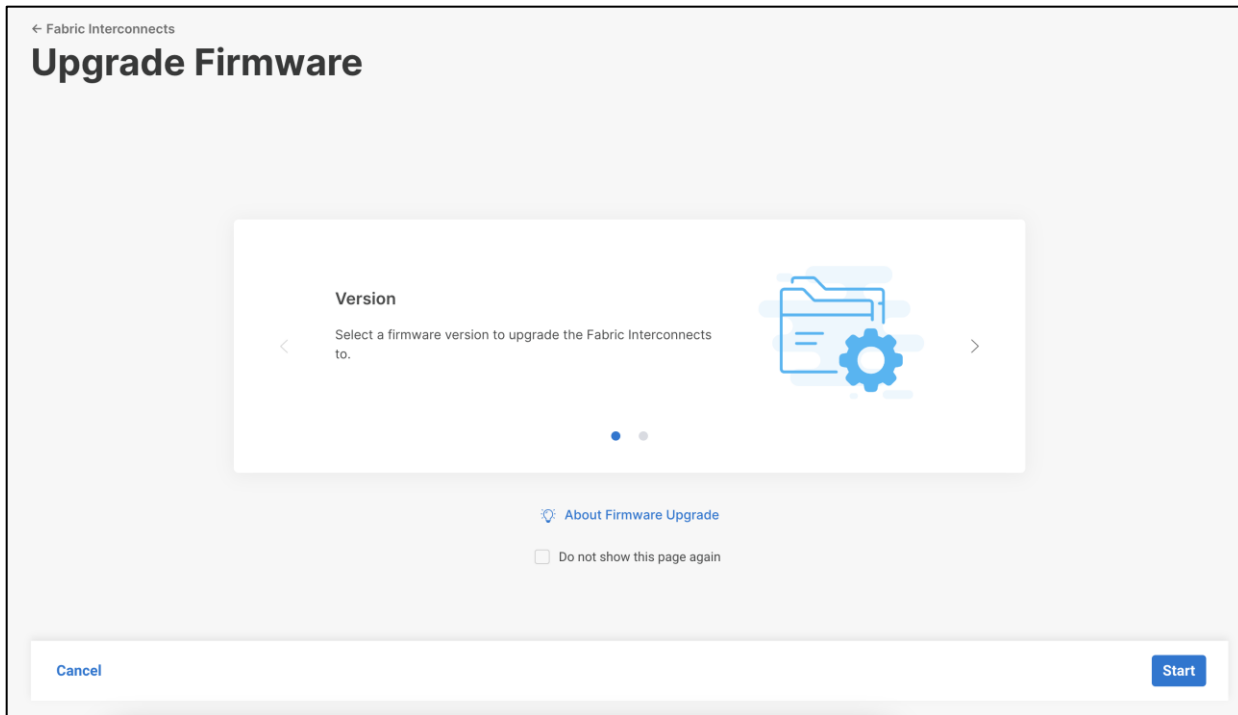 ← Fabric Interconnects
Upgrade Firmware
Version
Select a firmware version to upgrade the Fabric Interconnects
to.
About Firmware Upgrade
Do not show this page again
Cancel
Start